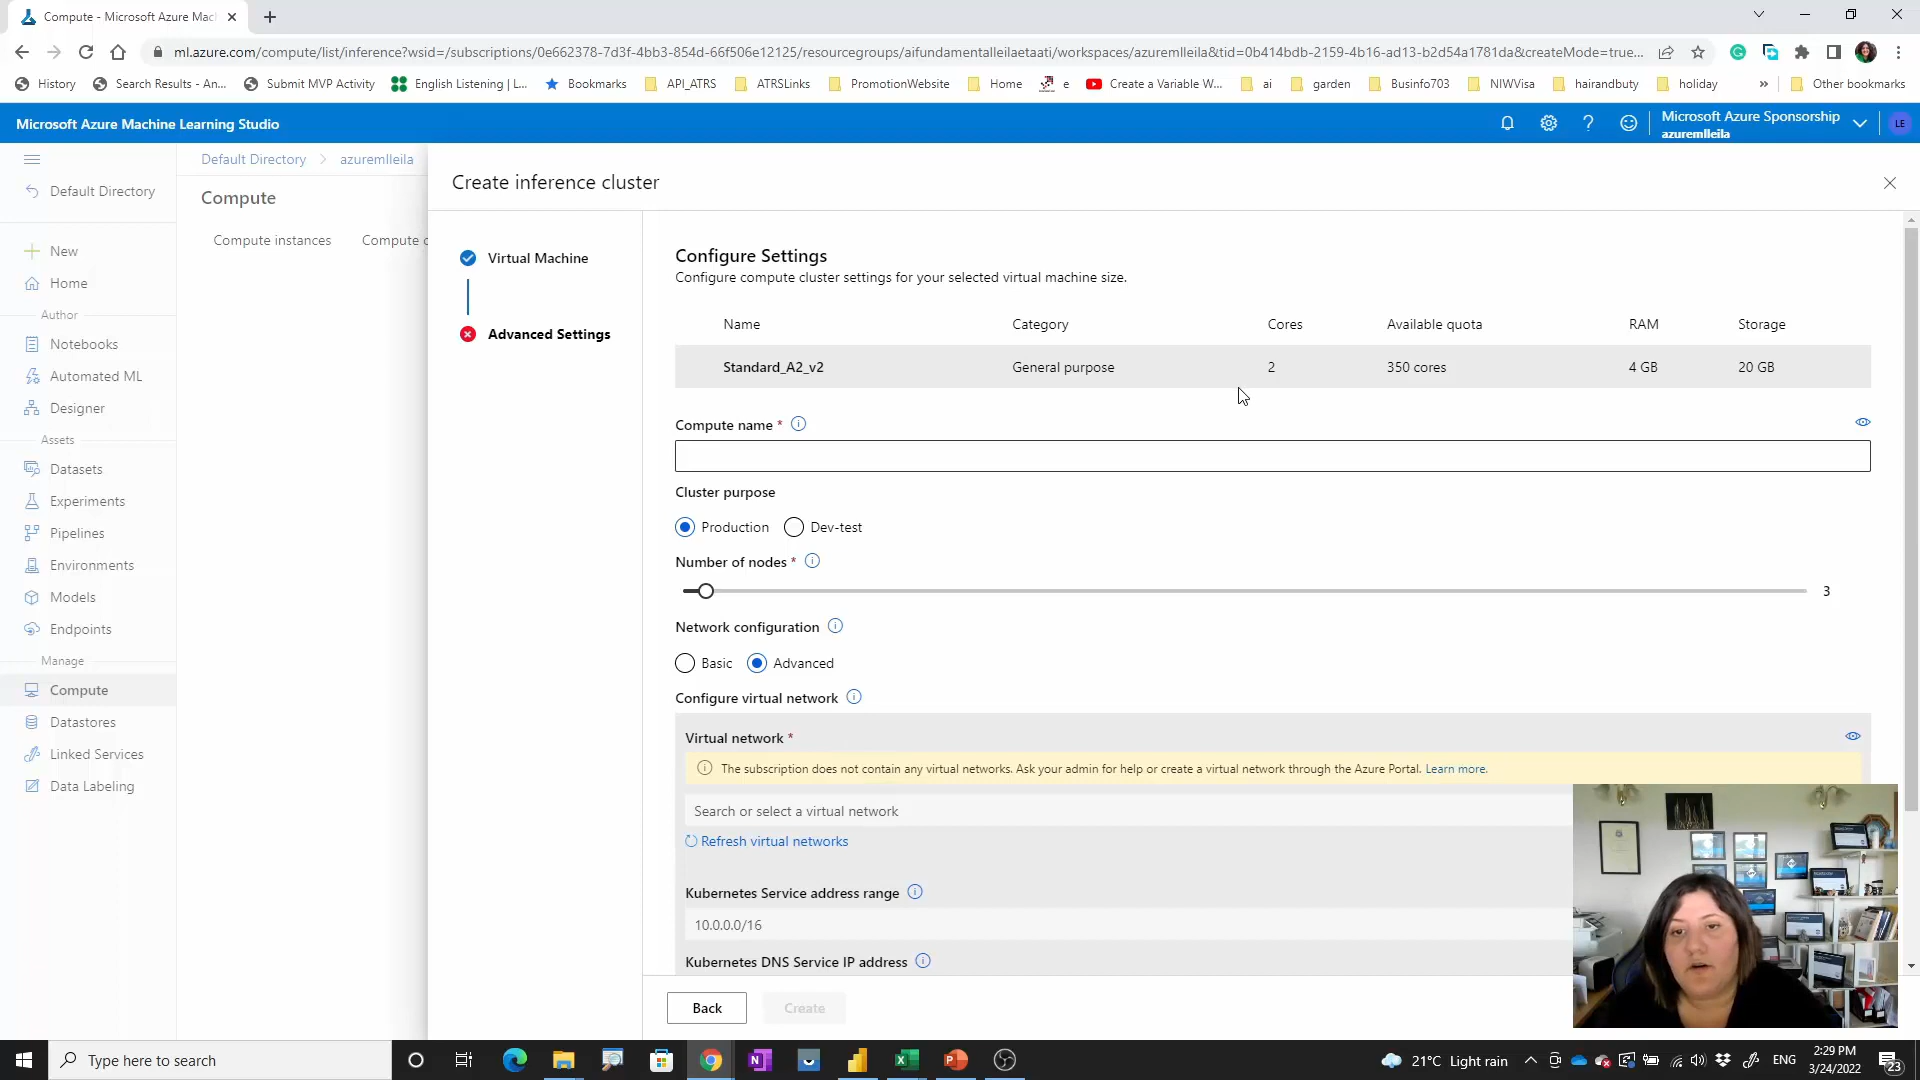 Compute - Microsoft Azure Mac
ml.azure.com/compute/list/inference?wsid=/subscriptions/0e662378-7d3f-4bb3-854d-66f506e12125/resourcegroups/aifundamentalleilaetaati/workspaces/azuremlleila&tid=0b414bdb-2159-4b16-ad13-b2d54a1781da&createMode=true...
History
Search Results - An...
Submit MVP Activity
English Listening | L...
Bookmarks
API_ATRS
ATRSLinks
PromotionWebsite
Home
e
Create a Variable W...
ai
garden
Businfo703
NIWVisa
hairandbuty
holiday
»
Other bookmarks
Microsoft Azure Machine Learning Studio
Microsoft Azure Sponsorship
azuremlleila
LE
Default Directory
New
Home
Author
Notebooks
Automated ML
Designer
Assets
Datasets
Experiments
Pipelines
Environments
Models
Endpoints
Manage
Compute
Datastores
Linked Services
Data Labeling
Default Directory > azuremlleila
Compute
Compute instances
Compute c
Create inference cluster
Virtual Machine
Advanced Settings
Configure Settings
Configure compute cluster settings for your selected virtual machine size.
Name Category Cores Available quota RAM Storage
Standard_A2_v2 General purpose 2 350 cores 4 GB 20 GB
Compute name *
Cluster purpose
Production Dev-test
Number of nodes *
3
Network configuration
Basic Advanced
Configure virtual network
Virtual network *
The subscription does not contain any virtual networks. Ask your admin for help or create a virtual network through the Azure Portal. Learn more.
Search or select a virtual network
Refresh virtual networks
Kubernetes Service address range
10.0.0.0/16
Kubernetes DNS Service IP address
Back
Create
Type here to search
21°C Light rain
ENG
2:29 PM
3/24/2022
23